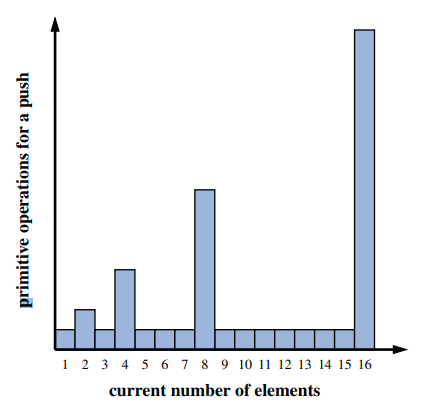 primitive operations for a push
1 2 3 4 5 6 7 8 9 10 11 12 13 14 15 16
current number of elements